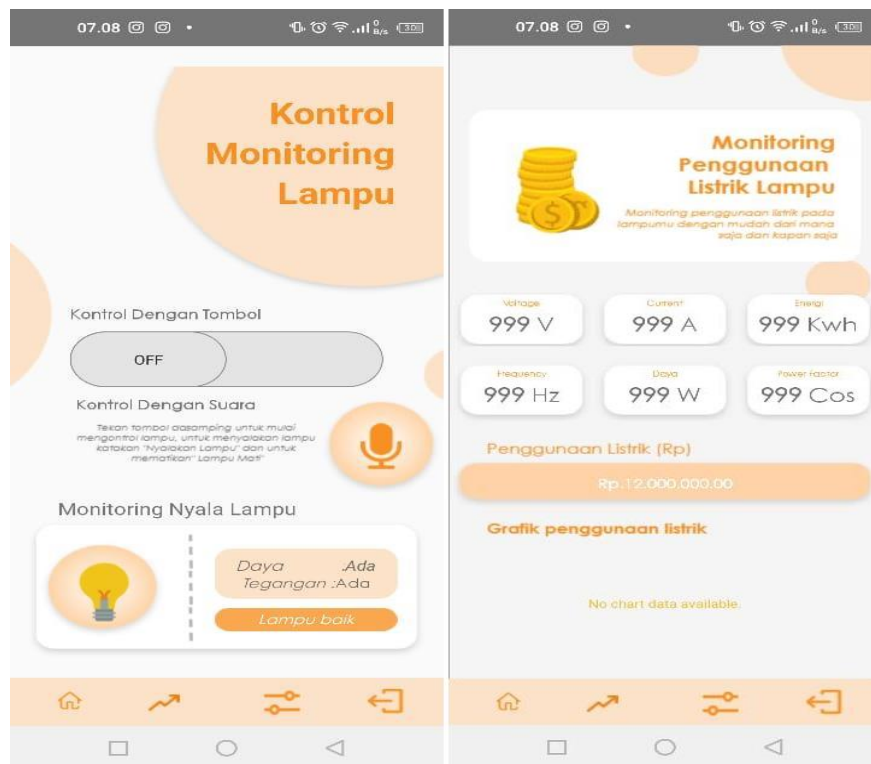 07.08
0
B/s
30
Kontrol
Monitoring
Lampu
Kontrol Dengan Tombol
OFF
Kontrol Dengan Suara
Tekan tombol disamping untuk mulai
mengontrol lampu, untuk menyalakan lampu
katakan "Nyalakan Lampu" dan untuk
mematikan" Lampu Mati"
Monitoring Nyala Lampu
Daya :Ada
Tegangan :Ada
Lampu baik
07.08
0
B/s
30
Monitoring
Penggunaan
Listrik Lampu
Monitoring penggunaan listrik pada
lampumu dengan mudah dari mana
saja dan kapan saja
Voltage
Current
Energi
999 V
999 A
999 Kwh
Frequency
Daya
Power Factor
999 Hz
999 W
999 Cos
Penggunaan Listrik (Rp)
Rp.12.000.000.00
Grafik penggunaan listrik
No chart data available.